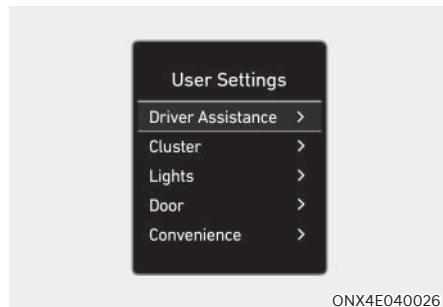 User Settings
Driver Assistance >
Cluster >
Lights >
Door >
Convenience >
ONX4E040026